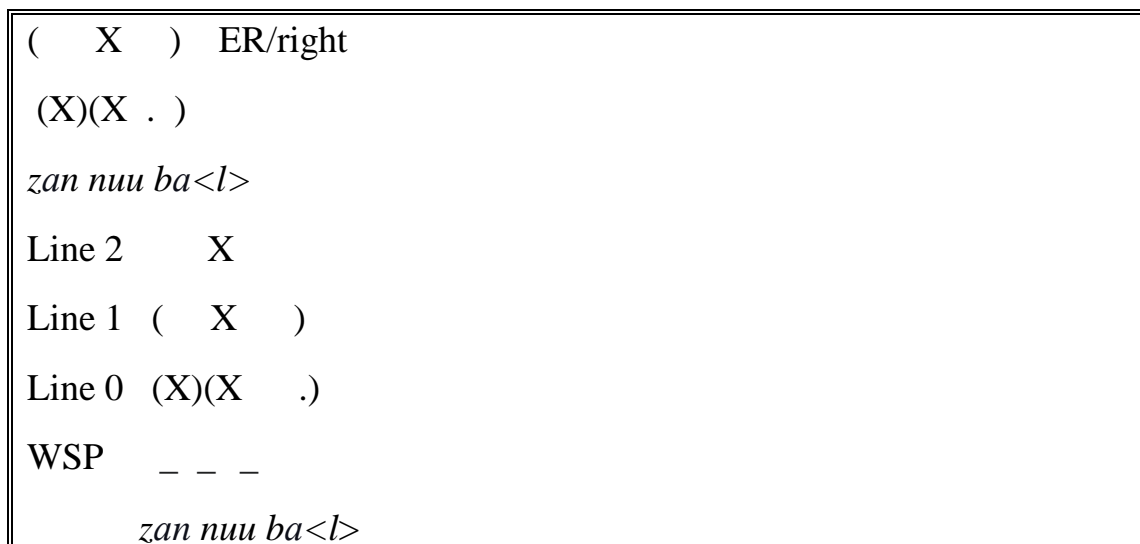 ( X ) ER/right
(X)(X . )
zan nuu ba<l>
Line 2 X
Line 1 ( X )
Line 0 (X)(X .)
WSP _ _ _
zan nuu ba<l>